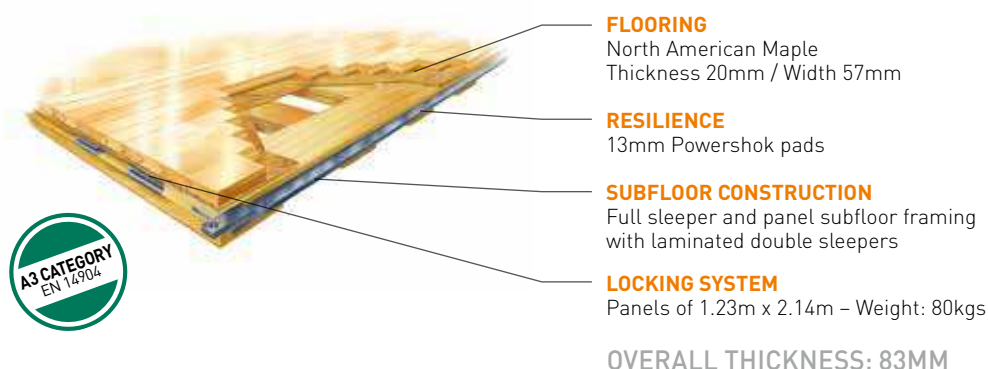 FLOORING
North American Maple
Thickness 20mm / Width 57mm
RESILIENCE
13mm Powershok pads
SUBFLOOR CONSTRUCTION
Full sleeper and panel subfloor framing
with laminated double sleepers
LOCKING SYSTEM
Panels of 1.23m x 2.14m – Weight: 80kgs
OVERALL THICKNESS: 83MM
A3 CATEGORY
EN 14904